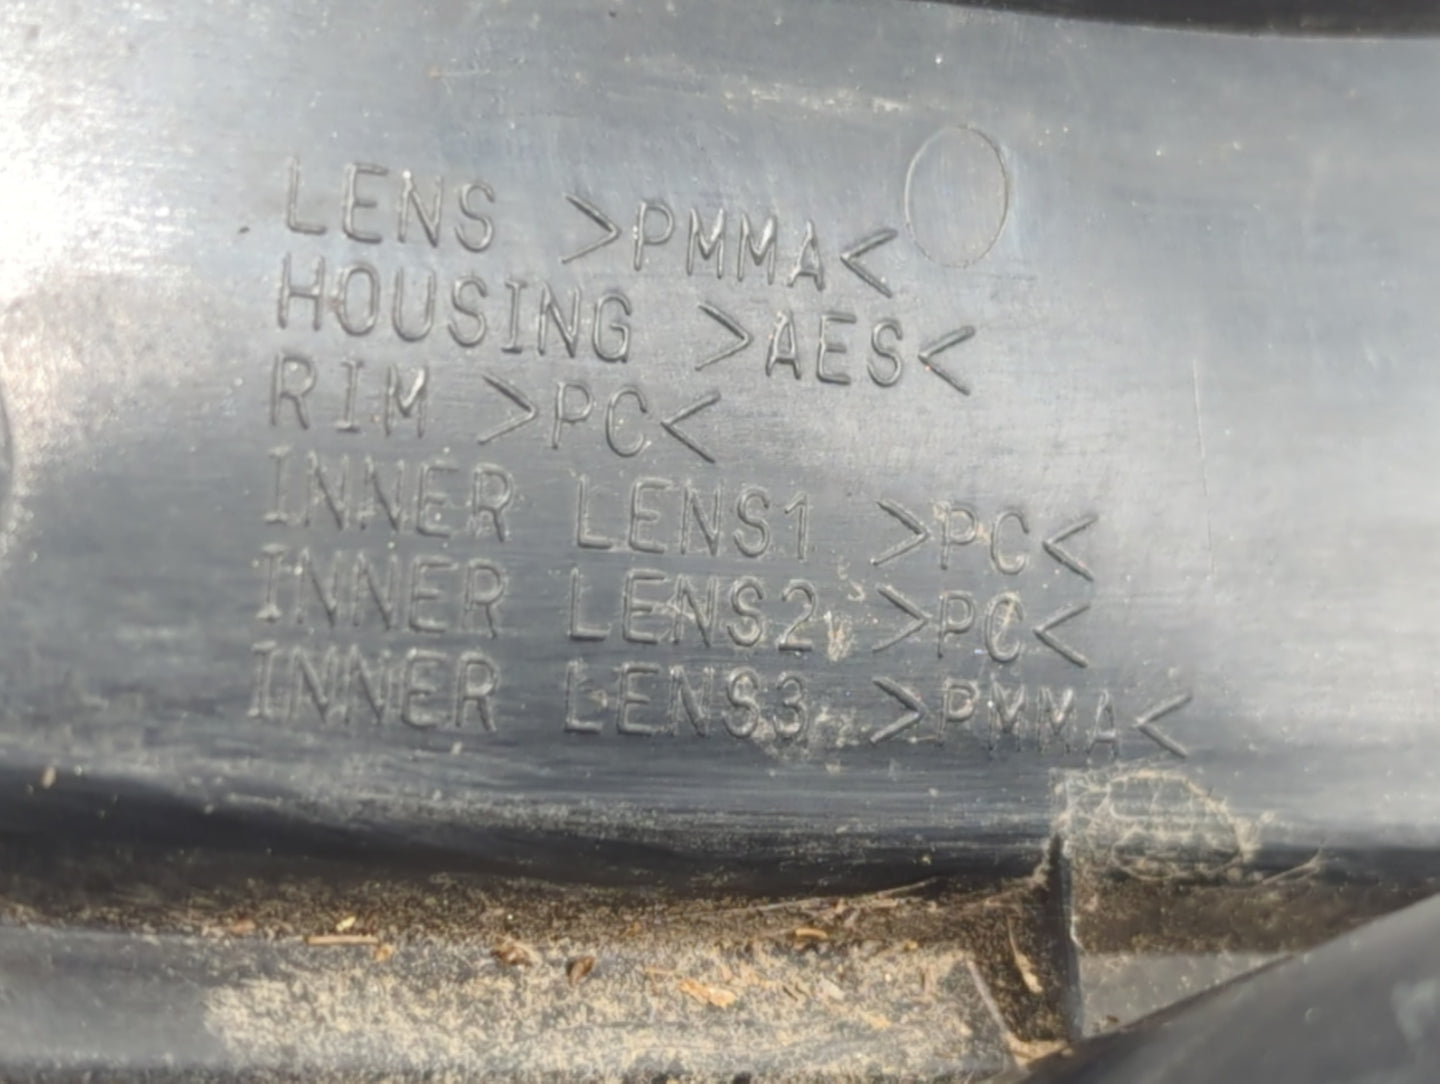 LENS >PMMA<
HOUSING >AES<
RIM >PC<
INNER LENS1 >PC<
INNER LENS2 >PC<
INNER LENS3 >PMMA<